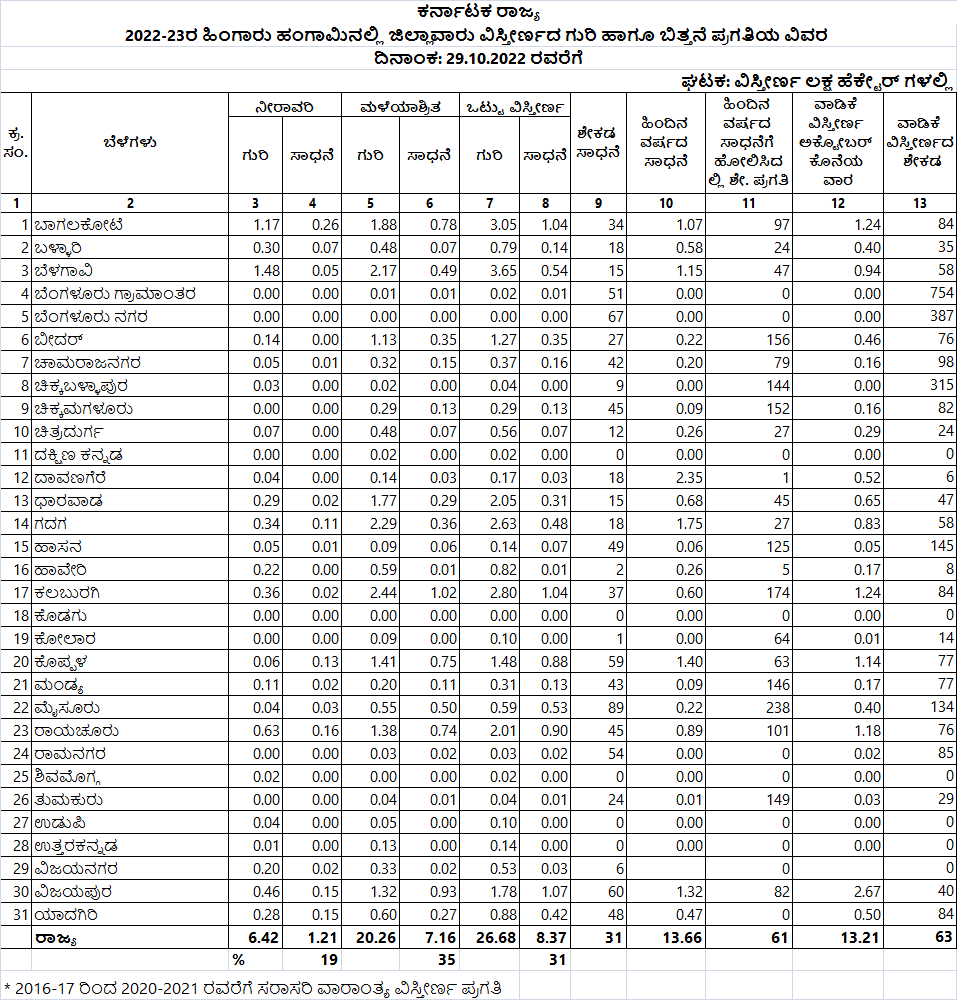 ಕರ್ನಾಟಕ ರಾಜ್ಯ
2022-23ರ ಹಿಂಗಾರು ಹಂಗಾಮಿನಲ್ಲಿ ಜಿಲ್ಲಾವಾರು ವಿಸ್ತೀರ್ಣದ ಗುರಿ ಹಾಗೂ ಬಿತ್ತನೆ ಪ್ರಗತಿಯ ವಿವರ
ದಿನಾಂಕ: 29.10.2022 ರವರೆಗೆ
ಘಟಕ: ವಿಸ್ತೀರ್ಣ ಲಕ್ಷ ಹೆಕ್ಟೇರ್ ಗಳಲ್ಲಿ
ಕ್ರ. ಸಂ. ಬೆಳೆಗಳು ನೀರಾವರಿ ಮಳೆಯಾಶ್ರಿತ ಒಟ್ಟು ವಿಸ್ತೀರ್ಣ ಶೇಕಡ ಸಾಧನೆ ಹಿಂದಿನ ವರ್ಷದ ಸಾಧನೆ ಹಿಂದಿನ ವರ್ಷದ ಸಾಧನೆಗೆ ಹೋಲಿಸಿದಲ್ಲಿ ಶೇ. ಪ್ರಗತಿ ವಾಡಿಕೆ ವಿಸ್ತೀರ್ಣ ಅಕ್ಟೋಬರ್ ಕೊನೆಯ ವಾರ ವಾಡಿಕೆ ವಿಸ್ತೀರ್ಣದ ಶೇಕಡ
ಗುರಿ ಸಾಧನೆ ಗುರಿ ಸಾಧನೆ ಗುರಿ ಸಾಧನೆ
1 2 3 4 5 6 7 8 9 10 11 12 13
1 ಬಾಗಲಕೋಟೆ 1.17 0.26 1.88 0.78 3.05 1.04 34 1.07 97 1.24 84
2 ಬಳ್ಳಾರಿ 0.30 0.07 0.48 0.07 0.79 0.14 18 0.58 24 0.40 35
3 ಬೆಳಗಾವಿ 1.48 0.05 2.17 0.49 3.65 0.54 15 1.15 47 0.94 58
4 ಬೆಂಗಳೂರು ಗ್ರಾಮಾಂತರ 0.00 0.00 0.01 0.01 0.02 0.01 51 0.00 0 0.00 754
5 ಬೆಂಗಳೂರು ನಗರ 0.00 0.00 0.00 0.00 0.00 0.00 67 0.00 0 0.00 387
6 ಬೀದರ್ 0.14 0.00 1.13 0.35 1.27 0.35 27 0.22 156 0.46 76
7 ಚಾಮರಾಜನಗರ 0.05 0.01 0.32 0.15 0.37 0.16 42 0.20 79 0.16 98
8 ಚಿಕ್ಕಬಳ್ಳಾಪುರ 0.03 0.00 0.02 0.00 0.04 0.00 9 0.00 144 0.00 315
9 ಚಿಕ್ಕಮಗಳೂರು 0.00 0.00 0.29 0.13 0.29 0.13 45 0.09 152 0.16 82
10 ಚಿತ್ರದುರ್ಗ 0.07 0.00 0.48 0.07 0.56 0.07 12 0.26 27 0.29 24
11 ದಕ್ಷಿಣ ಕನ್ನಡ 0.00 0.00 0.02 0.00 0.02 0.00 0 0.00 0 0.00 0
12 ದಾವಣಗೆರೆ 0.04 0.00 0.14 0.03 0.17 0.03 18 2.35 1 0.52 6
13 ಧಾರವಾಡ 0.29 0.02 1.77 0.29 2.05 0.31 15 0.68 45 0.65 47
14 ಗದಗ 0.34 0.11 2.29 0.36 2.63 0.48 18 1.75 27 0.83 58
15 ಹಾಸನ 0.05 0.01 0.09 0.06 0.14 0.07 49 0.06 125 0.05 145
16 ಹಾವೇರಿ 0.22 0.00 0.59 0.01 0.82 0.01 2 0.26 5 0.17 8
17 ಕಲಬುರಗಿ 0.36 0.02 2.44 1.02 2.80 1.04 37 0.60 174 1.24 84
18 ಕೊಡಗು 0.00 0.00 0.00 0.00 0.00 0.00 0 0.00 0 0.00 0
19 ಕೋಲಾರ 0.00 0.00 0.09 0.00 0.10 0.00 1 0.00 64 0.01 14
20 ಕೊಪ್ಪಳ 0.06 0.13 1.41 0.75 1.48 0.88 59 1.40 63 1.14 77
21 ಮಂಡ್ಯ 0.11 0.02 0.20 0.11 0.31 0.13 43 0.09 146 0.17 77
22 ಮೈಸೂರು 0.04 0.03 0.55 0.50 0.59 0.53 89 0.22 238 0.40 134
23 ರಾಯಚೂರು 0.63 0.16 1.38 0.74 2.01 0.90 45 0.89 101 1.18 76
24 ರಾಮನಗರ 0.00 0.00 0.03 0.02 0.03 0.02 54 0.00 0 0.02 85
25 ಶಿವಮೊಗ್ಗ 0.02 0.00 0.00 0.00 0.02 0.00 0 0.00 0 0.00 0
26 ತುಮಕುರು 0.00 0.00 0.04 0.01 0.04 0.01 24 0.01 149 0.03 29
27 ಉಡುಪಿ 0.04 0.00 0.05 0.00 0.10 0.00 0 0.00 0 0.00 0
28 ಉತ್ತರಕನ್ನಡ 0.01 0.00 0.13 0.00 0.14 0.00 0 0.00 0 0.00 0
29 ವಿಜಯನಗರ 0.20 0.02 0.33 0.02 0.53 0.03 6 0 0
30 ವಿಜಯಪುರ 0.46 0.15 1.32 0.93 1.78 1.07 60 1.32 82 2.67 40
31 ಯಾದಗಿರಿ 0.28 0.15 0.60 0.27 0.88 0.42 48 0.47 0 0.50 84
ರಾಜ್ಯ 6.42 1.21 20.26 7.16 26.68 8.37 31 13.66 61 13.21 63
% 19 35 31
* 2016-17 ರಿಂದ 2020-2021 ರವರೆಗೆ ಸರಾಸರಿ ವಾರಾಂತ್ಯ ವಿಸ್ತೀರ್ಣ ಪ್ರಗತಿ